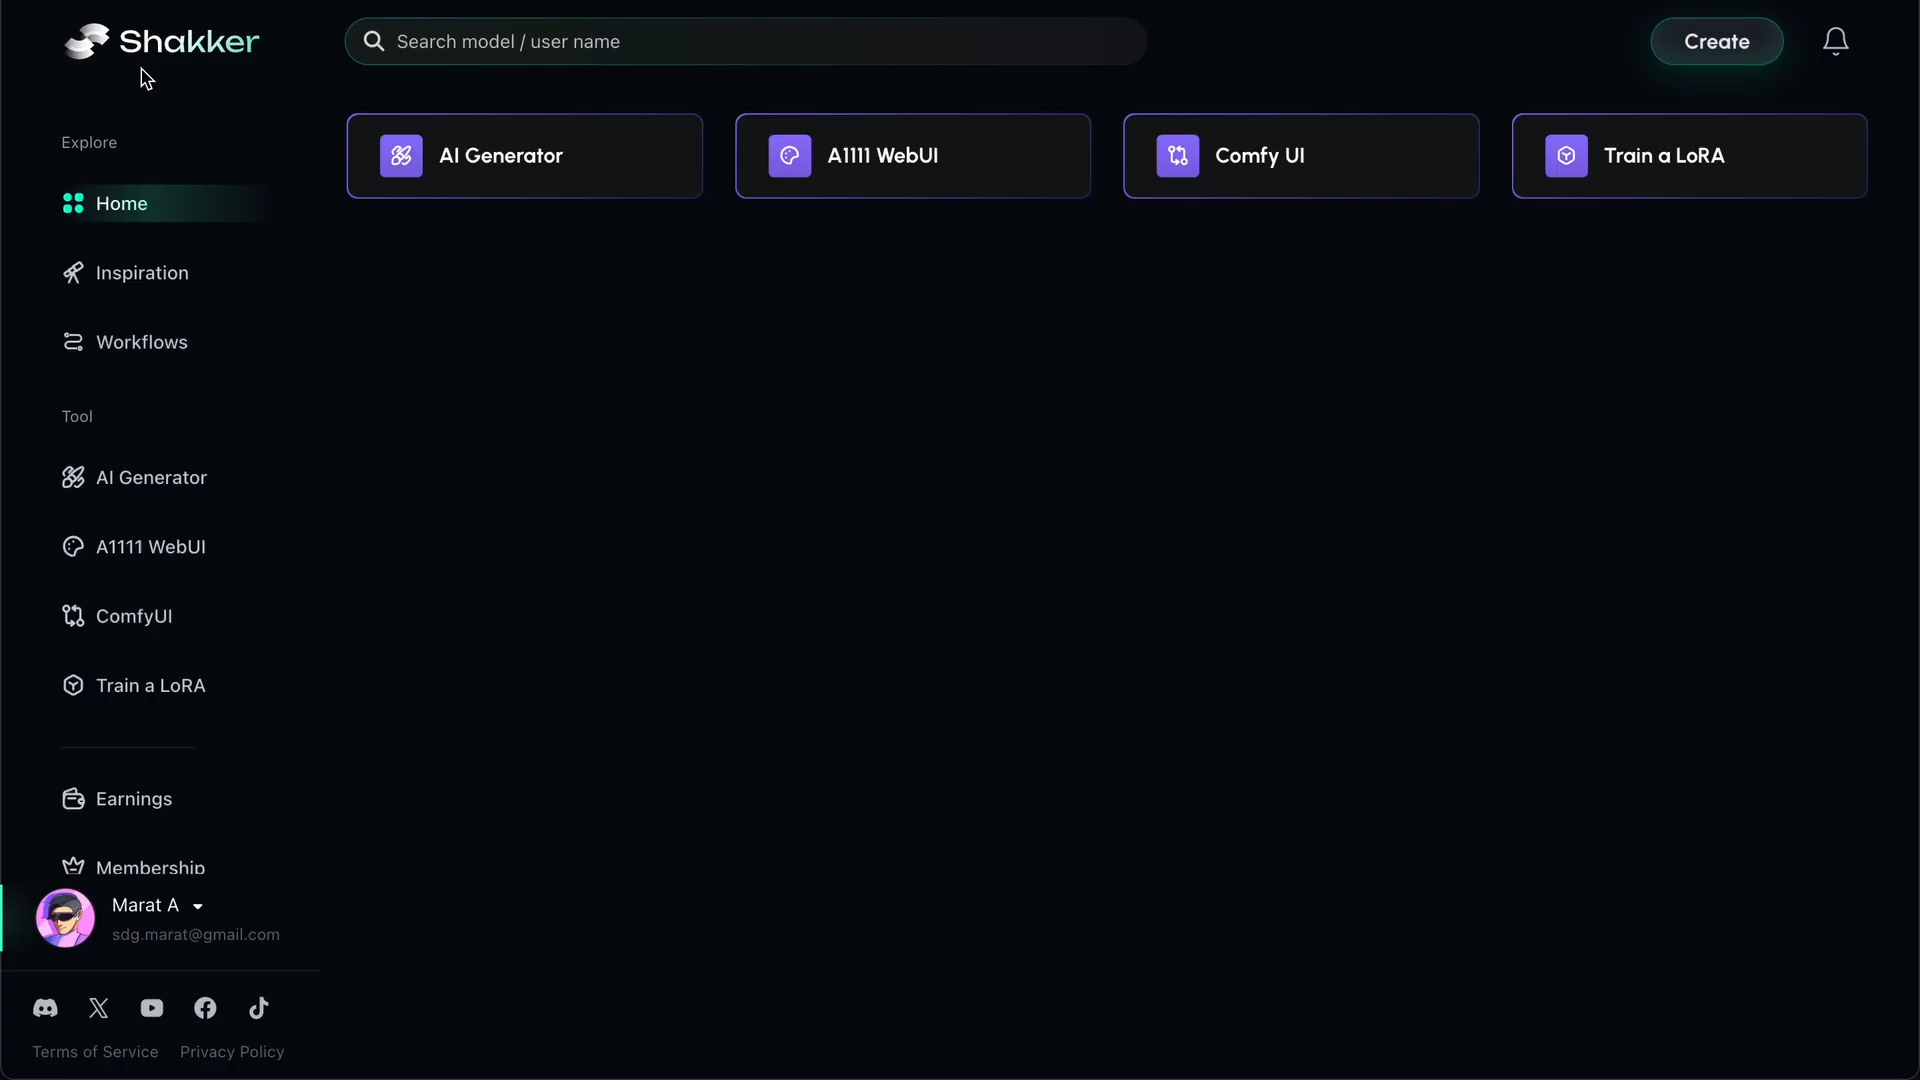 Shakker
Search model / user name
Create
Explore
Home
Inspiration
Workflows
Tool
AI Generator
A1111 WebUI
ComfyUI
Train a LoRA
Earnings
Membership
Marat A
sdg.marat@gmail.com
Terms of Service Privacy Policy
AI Generator
A1111 WebUI
Comfy UI
Train a LoRA